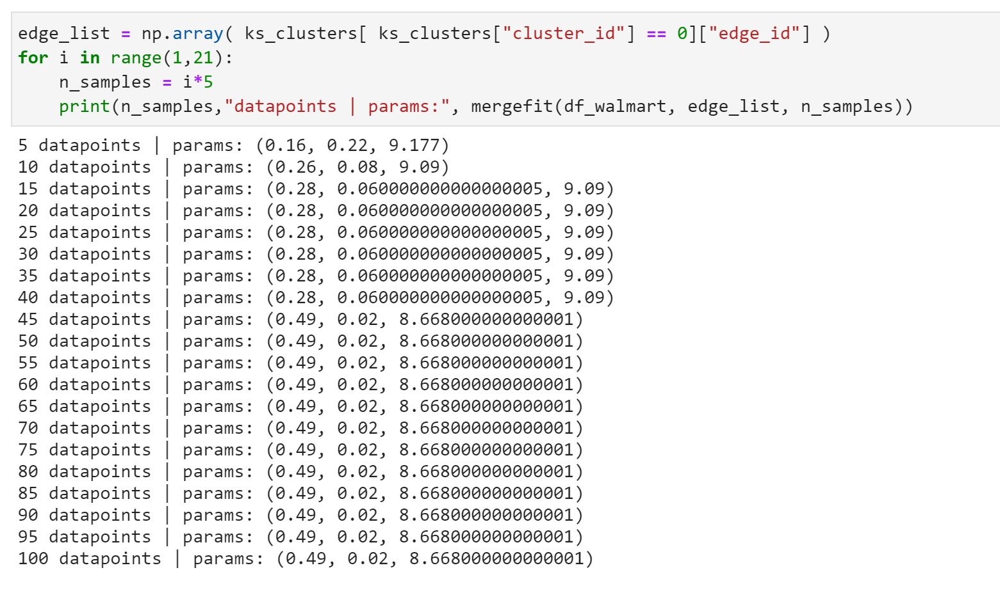 edge_list = np.array( ks_clusters[ ks_clusters["cluster_id"] == 0]["edge_id"] )
for i in range(1,21):
    n_samples = i*5
    print(n_samples,"datapoints | params:", mergefit(df_walmart, edge_list, n_samples))
5 datapoints | params: (0.16, 0.22, 9.177)
10 datapoints | params: (0.26, 0.08, 9.09)
15 datapoints | params: (0.28, 0.060000000000000005, 9.09)
20 datapoints | params: (0.28, 0.060000000000000005, 9.09)
25 datapoints | params: (0.28, 0.060000000000000005, 9.09)
30 datapoints | params: (0.28, 0.060000000000000005, 9.09)
35 datapoints | params: (0.28, 0.060000000000000005, 9.09)
40 datapoints | params: (0.28, 0.060000000000000005, 9.09)
45 datapoints | params: (0.49, 0.02, 8.668000000000001)
50 datapoints | params: (0.49, 0.02, 8.668000000000001)
55 datapoints | params: (0.49, 0.02, 8.668000000000001)
60 datapoints | params: (0.49, 0.02, 8.668000000000001)
65 datapoints | params: (0.49, 0.02, 8.668000000000001)
70 datapoints | params: (0.49, 0.02, 8.668000000000001)
75 datapoints | params: (0.49, 0.02, 8.668000000000001)
80 datapoints | params: (0.49, 0.02, 8.668000000000001)
85 datapoints | params: (0.49, 0.02, 8.668000000000001)
90 datapoints | params: (0.49, 0.02, 8.668000000000001)
95 datapoints | params: (0.49, 0.02, 8.668000000000001)
100 datapoints | params: (0.49, 0.02, 8.668000000000001)